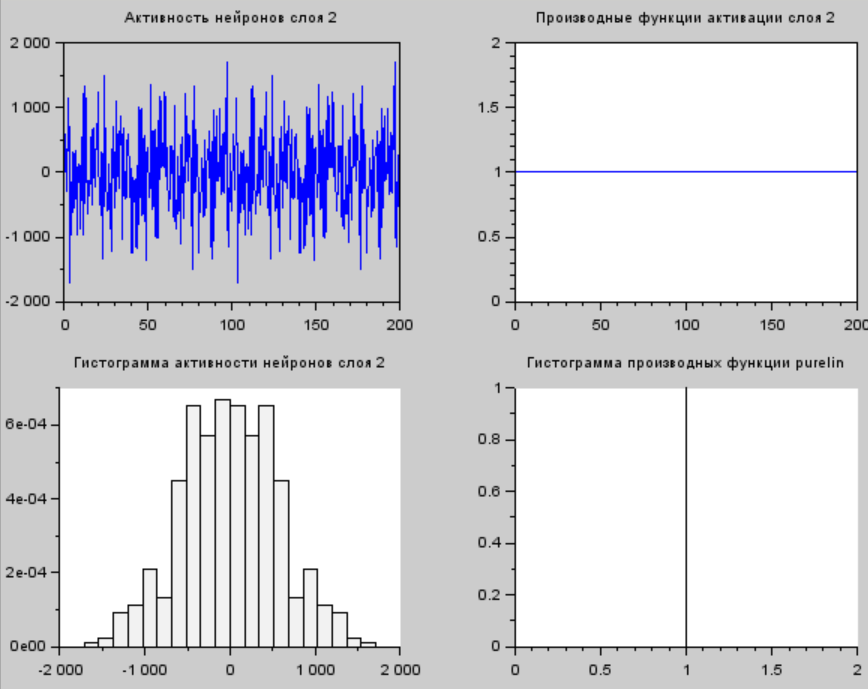 Активность нейронов слоя 2
Производные функции активации слоя 2
2 000
1 000
0
-1 000
-2 000
0 50 100 150 200
2
1.5
1
0.5
0
0 50 100 150 200
Гистограмма активности нейронов слоя 2
Гистограмма производных функции purelin
6e-04
4e-04
2e-04
0e00
-2 000 -1 000 0 1 000 2 000
1
0.8
0.6
0.4
0.2
0
0 0.5 1 1.5 2